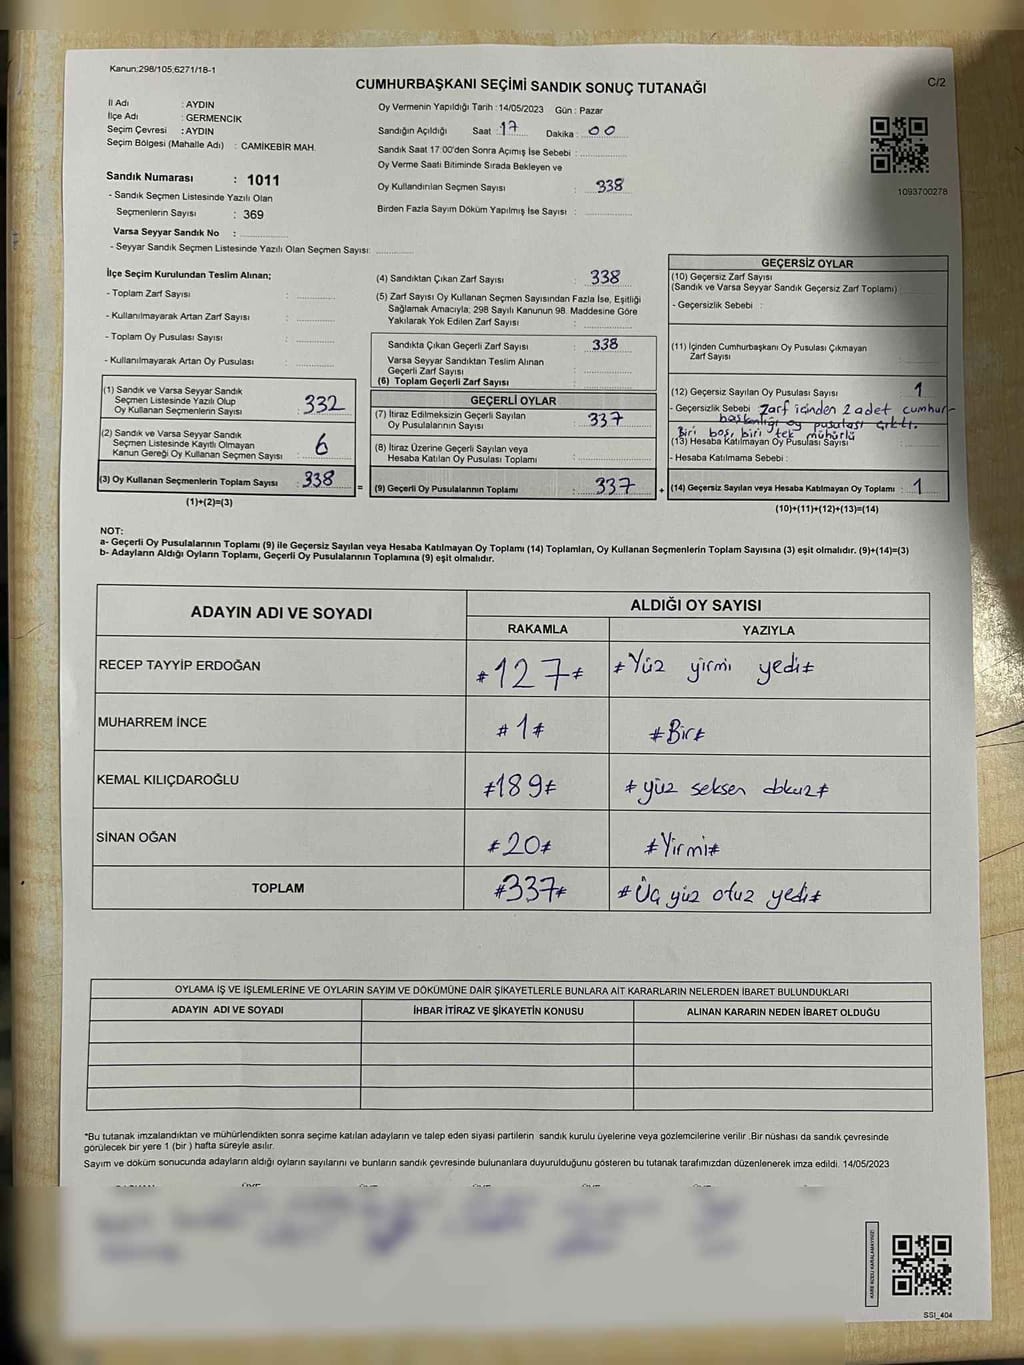 Kanun:298/105,6271/18-1
C/2
CUMHURBAŞKANI SEÇİMİ SANDIK SONUÇ TUTANAĞI
İl Adı : AYDIN
İlçe Adı : GERMENCİK
Seçim Çevresi : AYDIN
Seçim Bölgesi (Mahalle Adı) : CAMİKEBİR MAH.
Sandık Numarası : 1011
- Sandık Seçmen Listesinde Yazılı Olan
Seçmenlerin Sayısı : 369
Varsa Seyyar Sandık No :
- Seyyar Sandık Seçmen Listesinde Yazılı Olan Seçmen Sayısı:
Oy Vermenin Yapıldığı Tarih : 14/05/2023 Gün : Pazar
Sandığın Açıldığı Saat : 17 Dakika : 00
Sandık Saat 17:00'den Sonra Açımış İse Sebebi :
Oy Verme Saati Bitiminde Sırada Bekleyen ve
Oy Kullandırılan Seçmen Sayısı : 338
Birden Fazla Sayım Döküm Yapılmış İse Sayısı :
1093700278
İlçe Seçim Kurulundan Teslim Alınan;
- Toplam Zarf Sayısı :
- Kullanılmayarak Artan Zarf Sayısı :
- Toplam Oy Pusulası Sayısı :
- Kullanılmayarak Artan Oy Pusulası :
(1) Sandık ve Varsa Seyyar Sandık
Seçmen Listesinde Yazılı Olup
Oy Kullanan Seçmenlerin Sayısı : 332
(2) Sandık ve Varsa Seyyar Sandık
Seçmen Listesinde Kayıtlı Olmayan
Kanun Gereği Oy Kullanan Seçmen Sayısı : 6
(3) Oy Kullanan Seçmenlerin Toplam Sayısı : 338
(1)+(2)=(3)
(4) Sandıktan Çıkan Zarf Sayısı : 338
(5) Zarf Sayısı Oy Kullanan Seçmen Sayısından Fazla İse, Eşitliği
Sağlamak Amacıyla; 298 Sayılı Kanunun 98. Maddesine Göre
Yakılarak Yok Edilen Zarf Sayısı :
Sandıkta Çıkan Geçerli Zarf Sayısı : 338
Varsa Seyyar Sandıktan Teslim Alınan
Geçerli Zarf Sayısı :
(6) Toplam Geçerli Zarf Sayısı :
GEÇERLİ OYLAR
(7) İtiraz Edilmeksizin Geçerli Sayılan
Oy Pusulalarının Sayısı : 337
(8) İtiraz Üzerine Geçerli Sayılan veya
Hesaba Katılan Oy Pusulası Toplamı :
= (9) Geçerli Oy Pusulalarının Toplamı : 337 +
GEÇERSİZ OYLAR
(10) Geçersiz Zarf Sayısı
(Sandık ve Varsa Seyyar Sandık Geçersiz Zarf Toplamı)
- Geçersizlik Sebebi :
(11) İçinden Cumhurbaşkanı Oy Pusulası Çıkmayan
Zarf Sayısı
(12) Geçersiz Sayılan Oy Pusulası Sayısı 1
- Geçersizlik Sebebi Zarf içinden 2 adet cumhur-
başkanlığı oy pusulası çıktı.
Biri boş, biri tek mühürlü
(13) Hesaba Katılmayan Oy Pusulası Sayısı
- Hesaba Katılmama Sebebi :
(14) Geçersiz Sayılan veya Hesaba Katılmayan Oy Toplamı : 1
(10)+(11)+(12)+(13)=(14)
NOT:
a- Geçerli Oy Pusulalarının Toplamı (9) ile Geçersiz Sayılan veya Hesaba Katılmayan Oy Toplamı (14) Toplamları, Oy Kullanan Seçmenlerin Toplam Sayısına (3) eşit olmalıdır. (9)+(14)=(3)
b- Adayların Aldığı Oyların Toplamı, Geçerli Oy Pusulalarının Toplamına (9) eşit olmalıdır.
ADAYIN ADI VE SOYADI
ALDIĞI OY SAYISI
RAKAMLA YAZIYLA
RECEP TAYYİP ERDOĞAN #127# #Yüz yirmi yedi#
MUHARREM İNCE #1# #Bir#
KEMAL KILIÇDAROĞLU #189# #yüz seksen dokuz#
SİNAN OĞAN #20# #Yirmi#
TOPLAM #337# #Üç yüz otuz yedi#
OYLAMA İŞ VE İŞLEMLERİNE VE OYLARIN SAYIM VE DÖKÜMÜNE DAİR ŞİKAYETLERLE BUNLARA AİT KARARLARIN NELERDEN İBARET BULUNDUKLARI
ADAYIN ADI VE SOYADI İHBAR İTİRAZ VE ŞİKAYETİN KONUSU ALINAN KARARIN NEDEN İBARET OLDUĞU
*Bu tutanak imzalandıktan ve mühürlendikten sonra seçime katılan adayların ve talep eden siyasi partilerin sandık kurulu üyelerine veya gözlemcilerine verilir .Bir nüshası da sandık çevresinde
görülecek bir yere 1 (bir ) hafta süreyle asılır.
Sayım ve döküm sonucunda adayların aldığı oyların sayılarını ve bunların sandık çevresinde bulunanlara duyurulduğunu gösteren bu tutanak tarafımızdan düzenlenerek imza edildi. 14/05/2023
KARE KODU KARALAMAYINIZ!
SSI_404